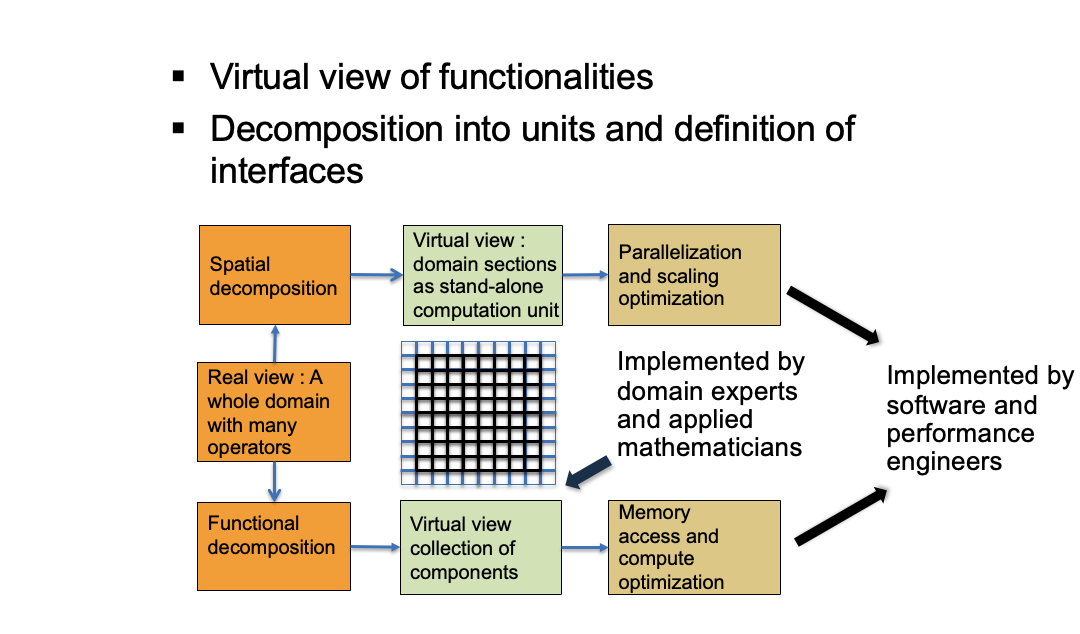 Virtual view of functionalities
Decomposition into units and definition of
interfaces
Spatial
decomposition
Virtual view :
domain sections
as stand-alone
computation unit
Parallelization
and scaling
optimization
Real view : A
whole domain
with many
operators
Implemented by
domain experts
and applied
mathematicians
Implemented by
software and
performance
engineers
Functional
decomposition
Virtual view
collection of
components
Memory
access and
compute
optimization